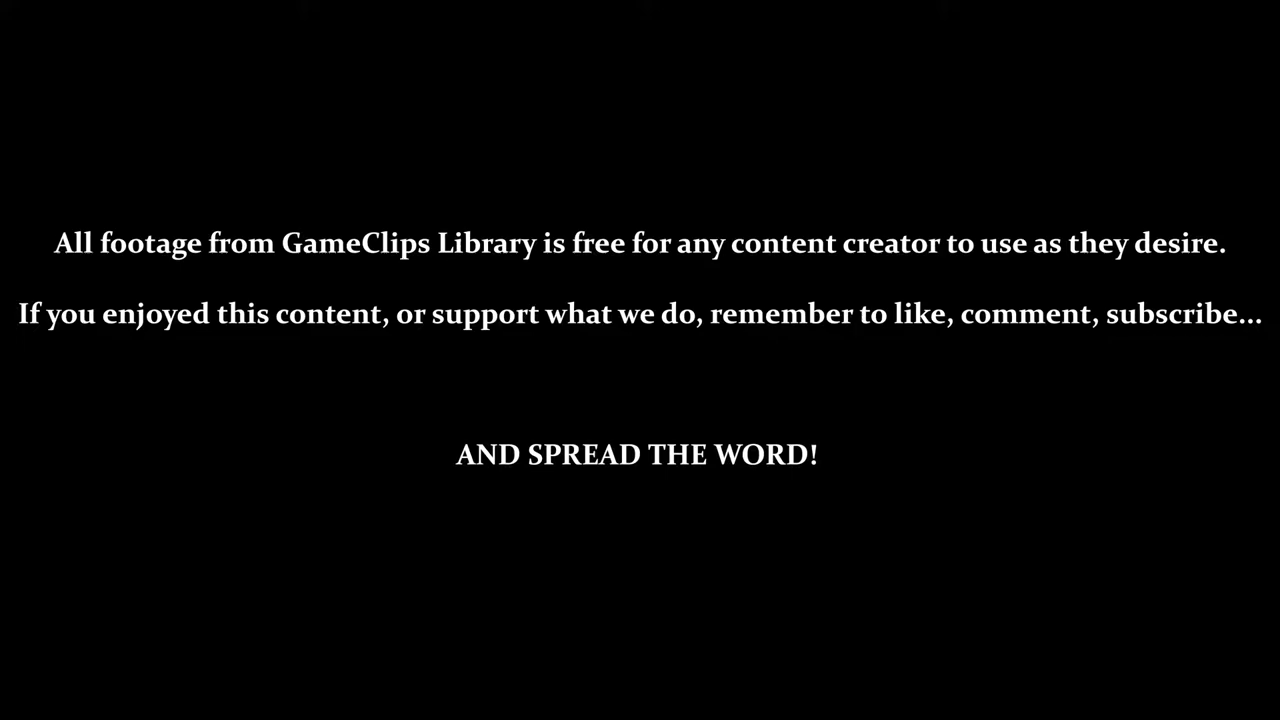 All footage from GameClips Library is free for any content creator to use as they desire.
If you enjoyed this content, or support what we do, remember to like, comment, subscribe...
AND SPREAD THE WORD!